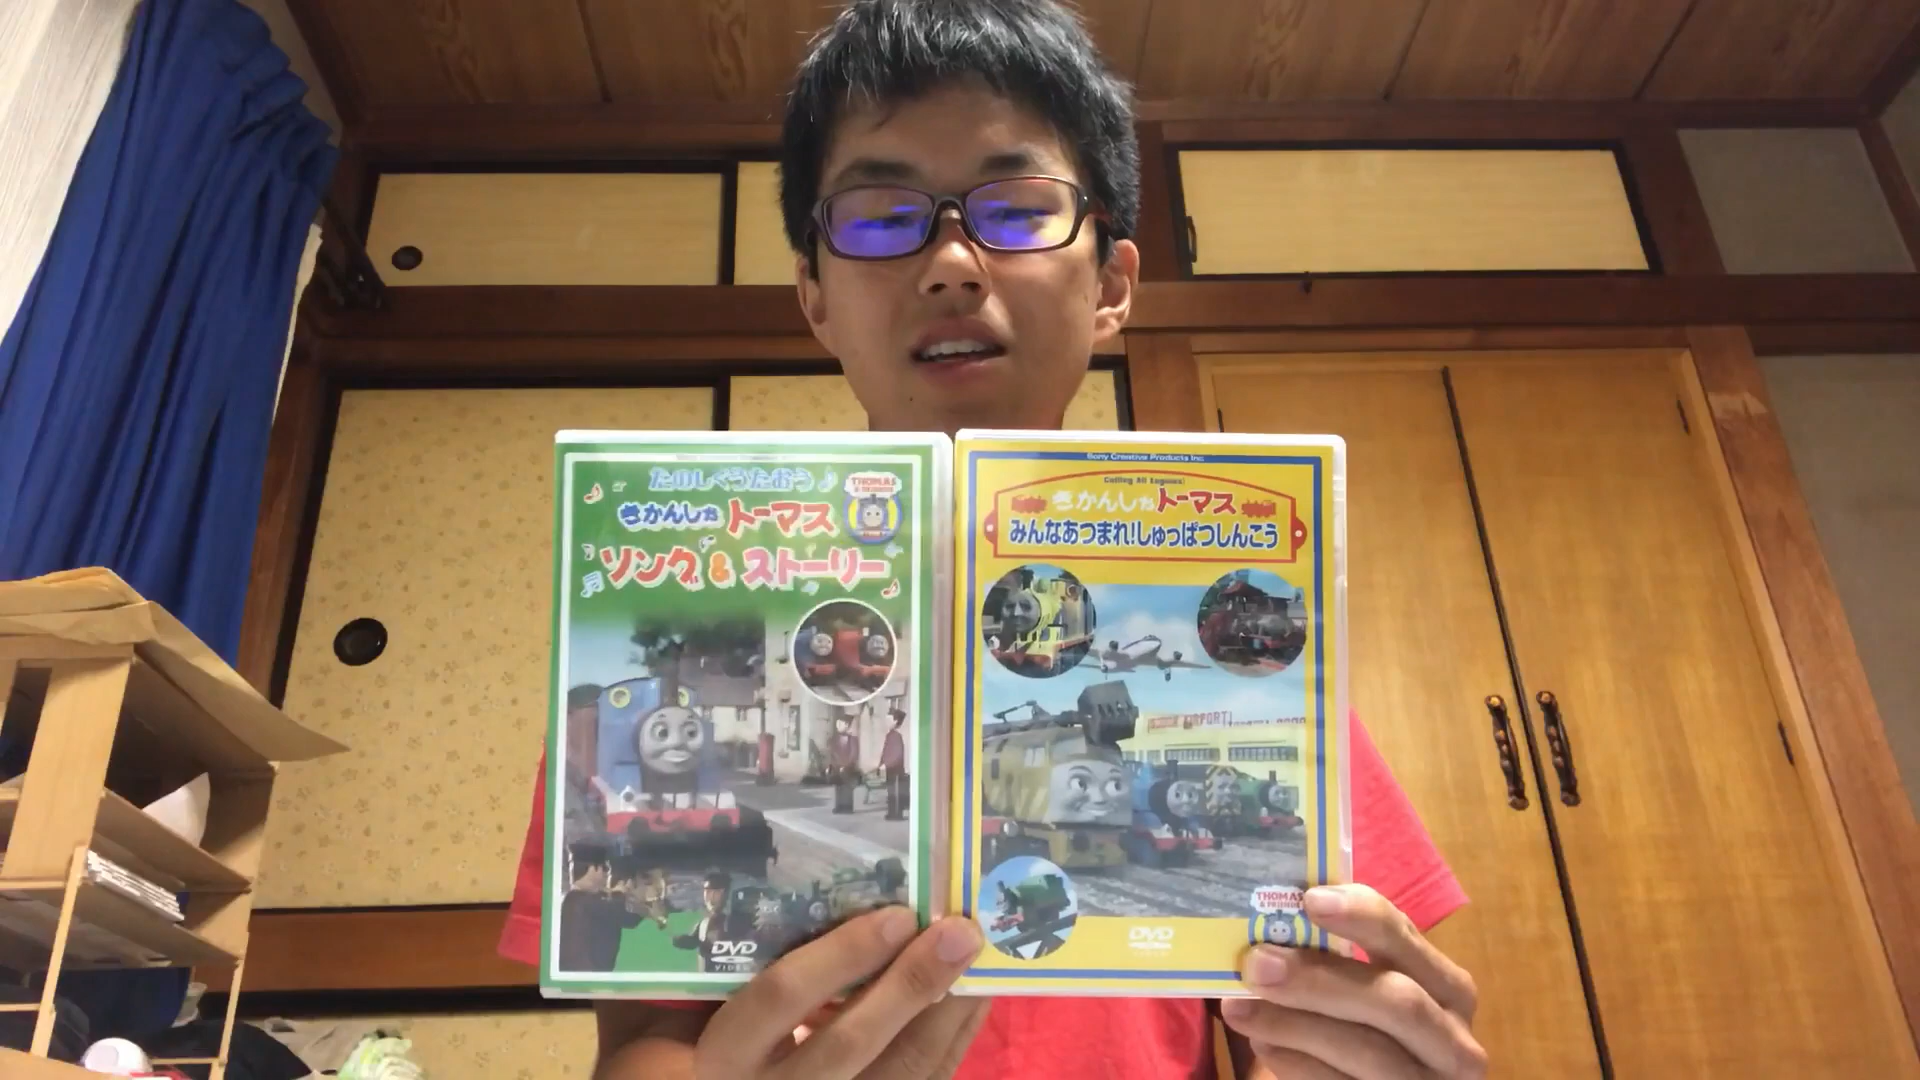 たのしくうたおう♪
きかんしゃトーマス
ソング&ストーリー
THOMAS
DVD
VIDEO
Sony Creative Products Inc.
Calling All Engines!
きかんしゃトーマス
みんなあつまれ!しゅっぱつしんこう
AIRPORT
THOMAS
& FRIENDS
DVD